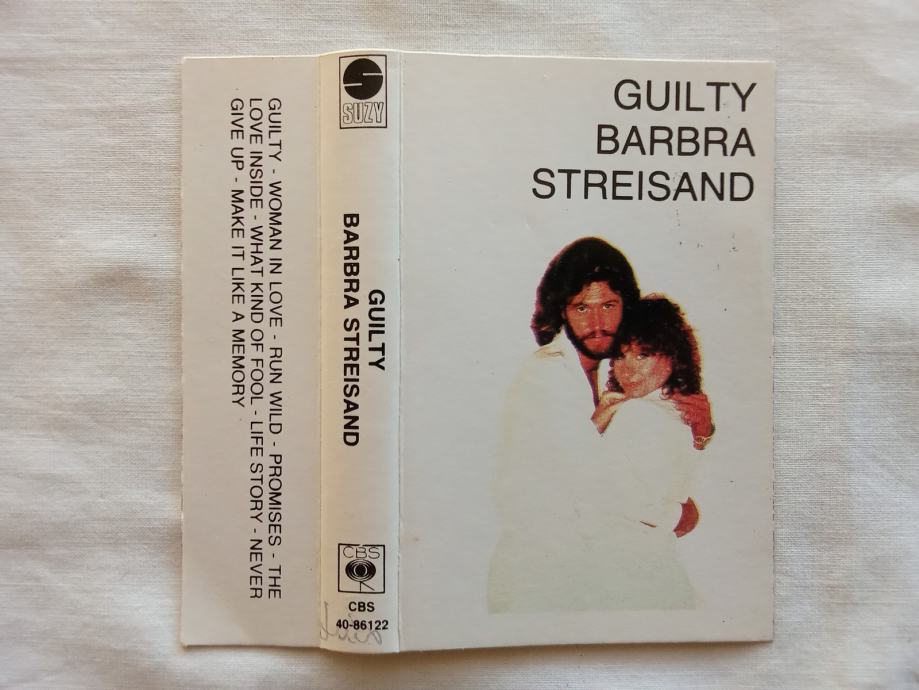 GUILTY - WOMAN IN LOVE - RUN WILD - PROMISES - THE
LOVE INSIDE - WHAT KIND OF FOOL - LIFE STORY - NEVER
GIVE UP - MAKE IT LIKE A MEMORY
SUZY
GUILTY
BARBRA STREISAND
CBS
CBS
40-86122
GUILTY
BARBRA
STREISAND